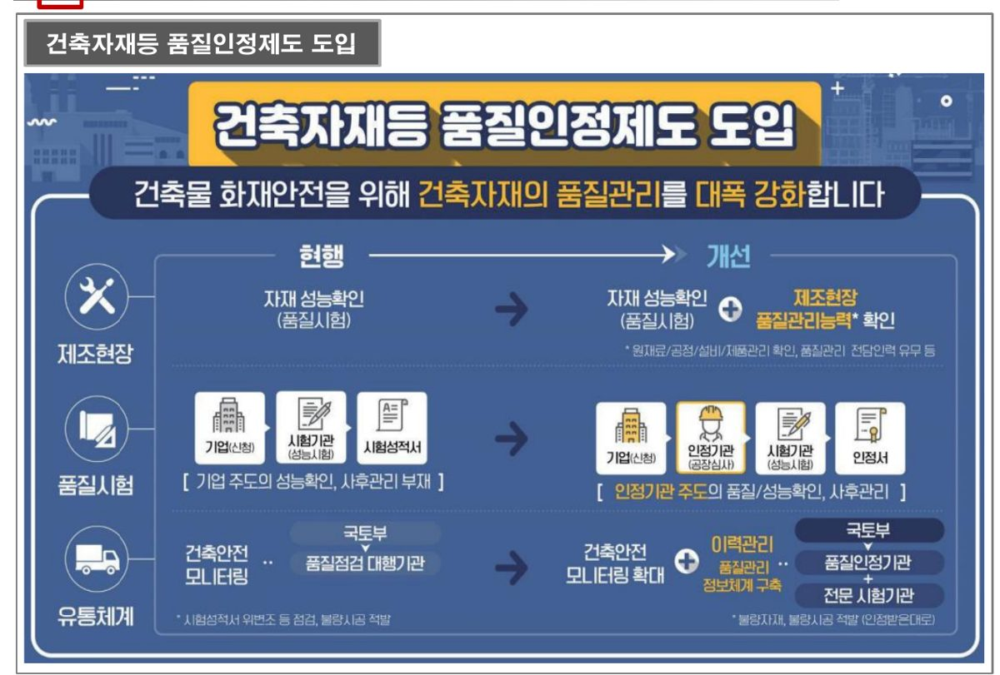 건축자재등 품질인정제도 도입
건축자재등 품질인정제도 도입
건축물 화재안전을 위해 건축자재의 품질관리를 대폭 강화합니다
현행
개선
제조현장
자재 성능확인
(품질시험)
자재 성능확인
(품질시험)
제조현장
품질관리능력* 확인
* 원재료/공정/설비/제품관리 확인, 품질관리 전담인력 유무 등
품질시험
기업(신청)
시험기관
(성능시험)
A=
시험성적서
[ 기업 주도의 성능확인, 사후관리 부재 ]
기업(신청)
인정기관
(공장심사)
시험기관
(성능시험)
인정서
[ 인정기관 주도의 품질/성능확인, 사후관리 ]
유통체계
건축안전
모니터링
국토부
품질점검 대행기관
* 시험성적서 위변조 등 점검, 불량시공 적발
건축안전
모니터링 확대
이력관리
품질관리
정보체계 구축
국토부
품질인정기관
+
전문 시험기관
* 불량자재, 불량시공 적발 (인정받은대로)